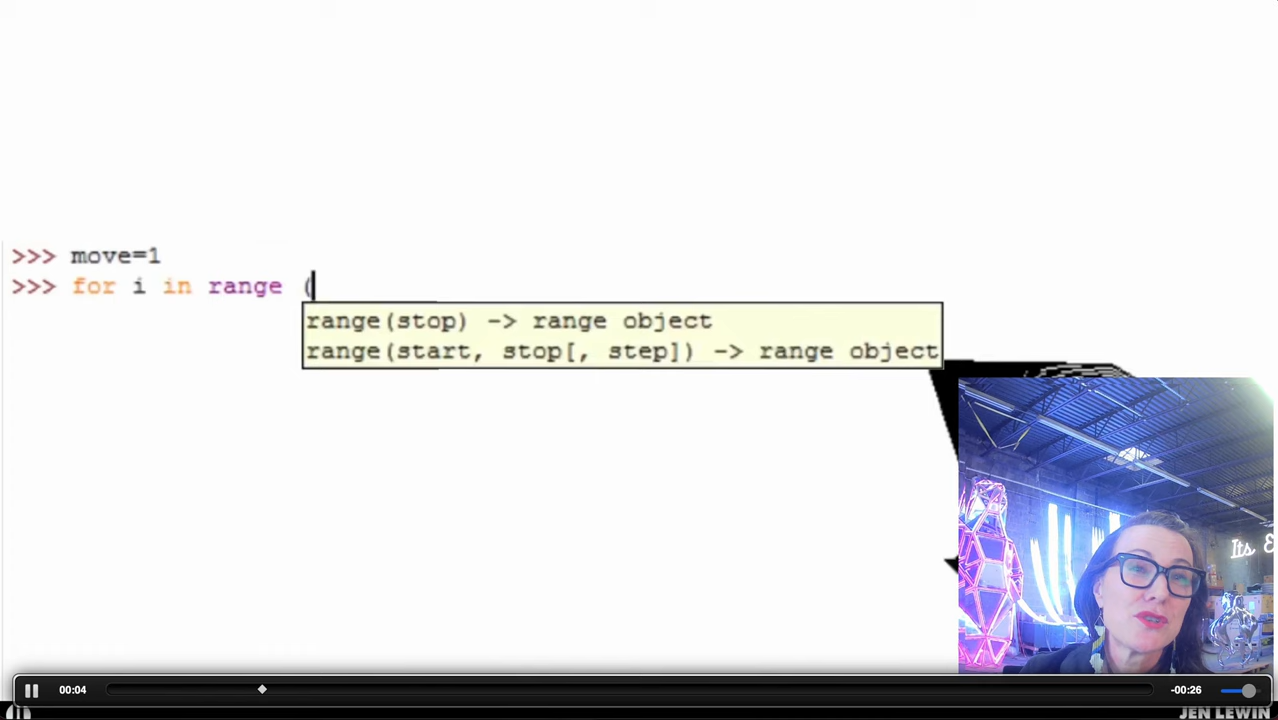 >>> move=1
>>> for i in range (
range(stop) -> range object
range(start, stop[, step]) -> range object
Its E
00:04
-00:26
JEN LEWIN